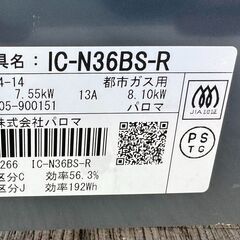 具名：IC-N36BS-R
4-14 都市ガス用
7.55kW 13A 8.10kW
05-900151 パロマ
株式会社パロマ
266 IC-N36BS-R
区分C 効率56.3%
区分J 効率192Wh
JIA
PS
TG